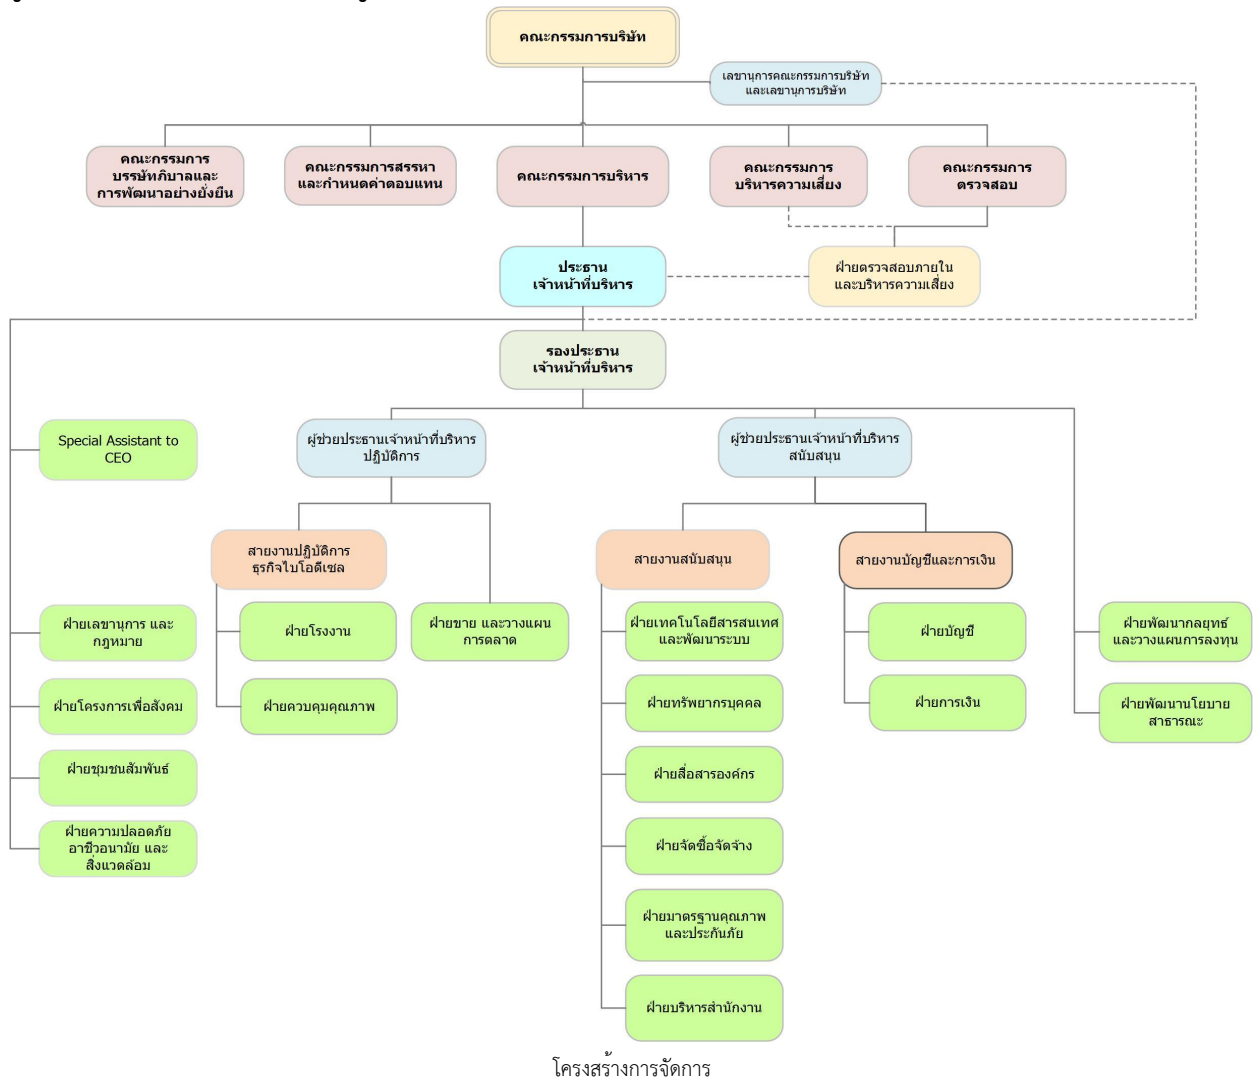 คณะกรรมการบริษัท
เลขานุการคณะกรรมการบริษัท
และเลขานุการบริษัท
คณะกรรมการ
บรรษัทภิบาลและ
การพัฒนาอย่างยั่งยืน
คณะกรรมการสรรหา
และกำหนดค่าตอบแทน
คณะกรรมการบริหาร
คณะกรรมการ
บริหารความเสี่ยง
คณะกรรมการ
ตรวจสอบ
ประธาน
เจ้าหน้าที่บริหาร
ฝ่ายตรวจสอบภายใน
และบริหารความเสี่ยง
รองประธาน
เจ้าหน้าที่บริหาร
Special Assistant to
CEO
ผู้ช่วยประธานเจ้าหน้าที่บริหาร
ปฏิบัติการ
ผู้ช่วยประธานเจ้าหน้าที่บริหาร
สนับสนุน
สายงานปฏิบัติการ
ธุรกิจไบโอดีเซล
สายงานสนับสนุน
สายงานบัญชีและการเงิน
ฝ่ายเลขานุการ และ
กฎหมาย
ฝ่ายโรงงาน
ฝ่ายขาย และวางแผน
การตลาด
ฝ่ายเทคโนโลยีสารสนเทศ
และพัฒนาระบบ
ฝ่ายบัญชี
ฝ่ายพัฒนากลยุทธ์
และวางแผนการลงทุน
ฝ่ายโครงการเพื่อสังคม
ฝ่ายควบคุมคุณภาพ
ฝ่ายทรัพยากรบุคคล
ฝ่ายการเงิน
ฝ่ายพัฒนานโยบาย
สาธารณะ
ฝ่ายชุมชนสัมพันธ์
ฝ่ายสื่อสารองค์กร
ฝ่ายความปลอดภัย
อาชีวอนามัย และ
สิ่งแวดล้อม
ฝ่ายจัดซื้อจัดจ้าง
ฝ่ายมาตรฐานคุณภาพ
และประกันภัย
ฝ่ายบริหารสำนักงาน
โครงสร้างการจัดการ